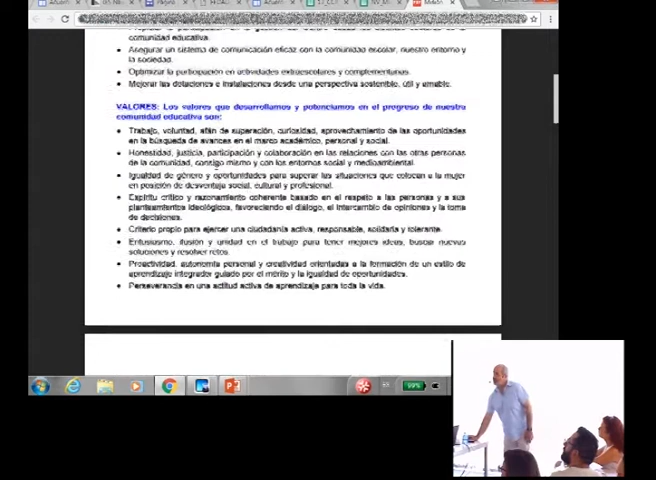 comunidad educativa.
Asegurar un sistema de comunicación eficaz con la comunidad escolar, nuestro entorno y
la sociedad.
Optimizar la participación en actividades extraescolares y complementarias.
Mejorar las dotaciones e instalaciones desde una perspectiva sostenible, útil y amable.
VALORES: Los valores que desarrollamos y potenciamos en el progreso de nuestra
comunidad educativa son:
Trabajo, voluntad, afán de superación, curiosidad, aprovechamiento de las oportunidades
en la búsqueda de avances en el marco académico, personal y social.
Honestidad, justicia, participación y colaboración en las relaciones con las otras personas
de la comunidad, consigo mismo y con los entornos social y medioambiental.
Igualdad de género y oportunidades para superar las situaciones que colocan a la mujer
en posición de desventaja social, cultural y profesional.
Espíritu crítico y razonamiento coherente basado en el respeto a las personas y a sus
planteamientos ideológicos, favoreciendo el diálogo, el intercambio de opiniones y la toma
de decisiones.
Criterio propio para ejercer una ciudadanía activa, responsable, solidaria y tolerante.
Entusiasmo, ilusión y unidad en el trabajo para tener mejores ideas, buscar nuevas
soluciones y resolver retos.
Proactividad, autonomía personal y creatividad orientadas a la formación de un estilo de
aprendizaje integrador guiado por el mérito y la igualdad de oportunidades.
Perseverancia en una actitud activa de aprendizaje para toda la vida.
99%